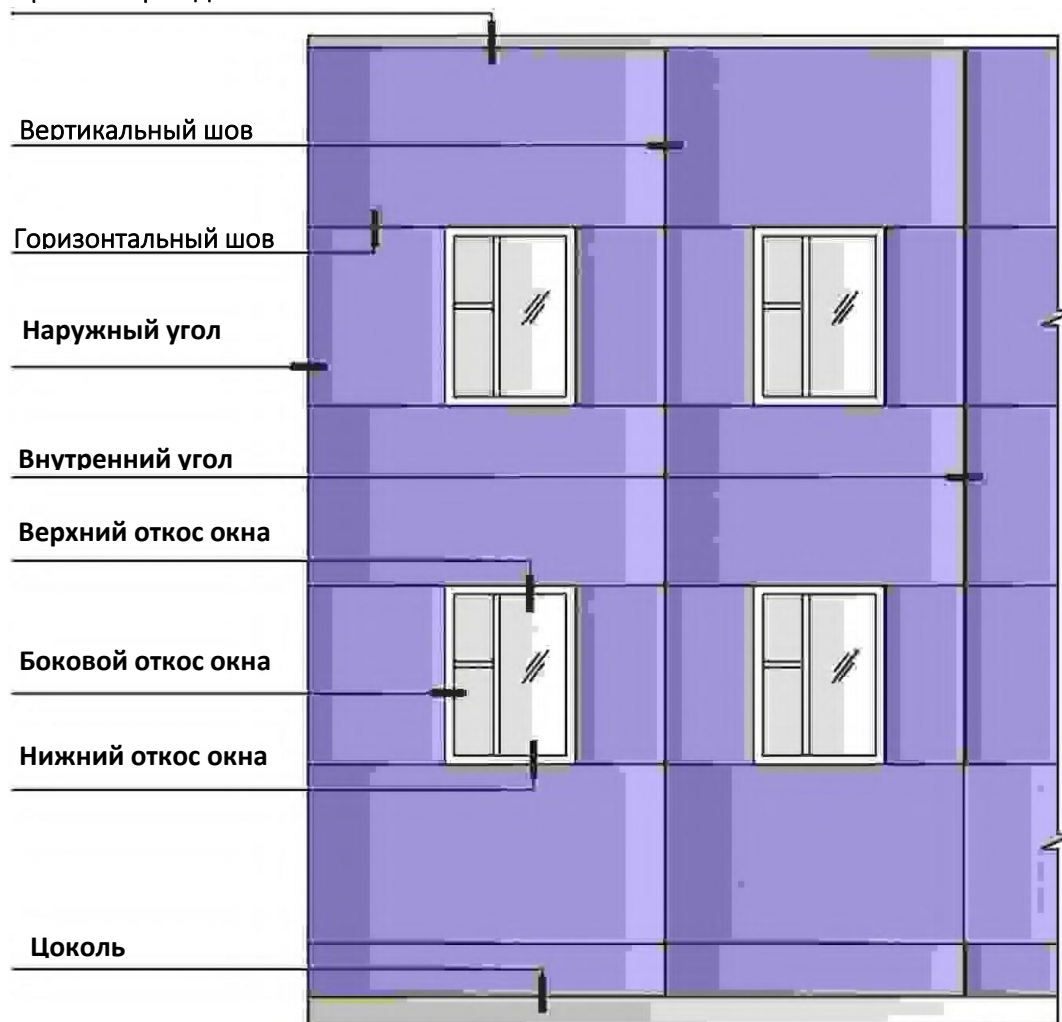 Вертикальный шов
Горизонтальный шов
Наружный угол
Внутренний угол
Верхний откос окна
Боковой откос окна
Нижний откос окна
Цоколь